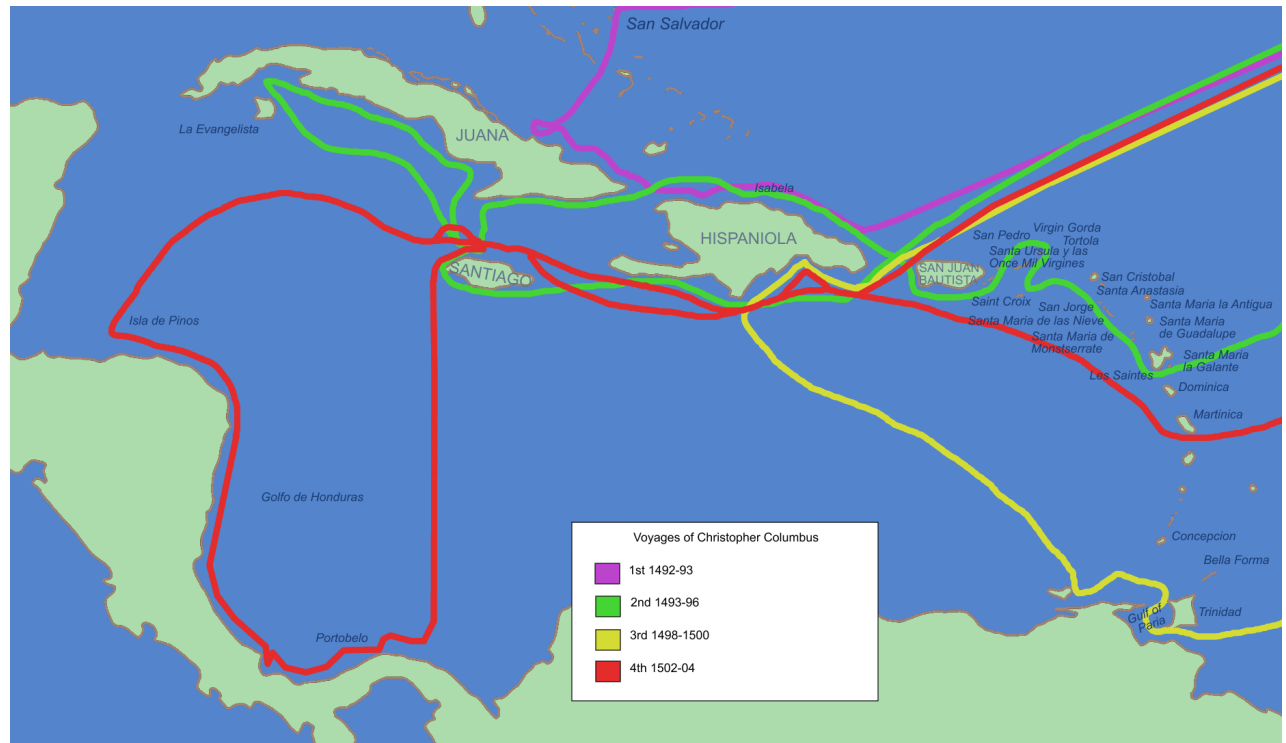 San Salvador
La Evangelista
JUANA
Isabela
HISPANIOLA
SANTIAGO
SAN JUAN
BAUTISTA
San Pedro
Virgin Gorda
Tortola
Santa Ursula y las
Once Mil Virgines
San Cristobal
Santa Anastasia
Saint Croix
San Jorge
Santa Maria la Antigua
Santa Maria de las Nieve
Santa Maria
de Guadalupe
Santa Maria de
Monstserrate
Santa Maria
la Galante
Les Saintes
Dominica
Martinica
Isla de Pinos
Golfo de Honduras
Portobelo
Concepcion
Bella Forma
Gulf of
Paria
Trinidad
Voyages of Christopher Columbus
1st 1492-93
2nd 1493-96
3rd 1498-1500
4th 1502-04